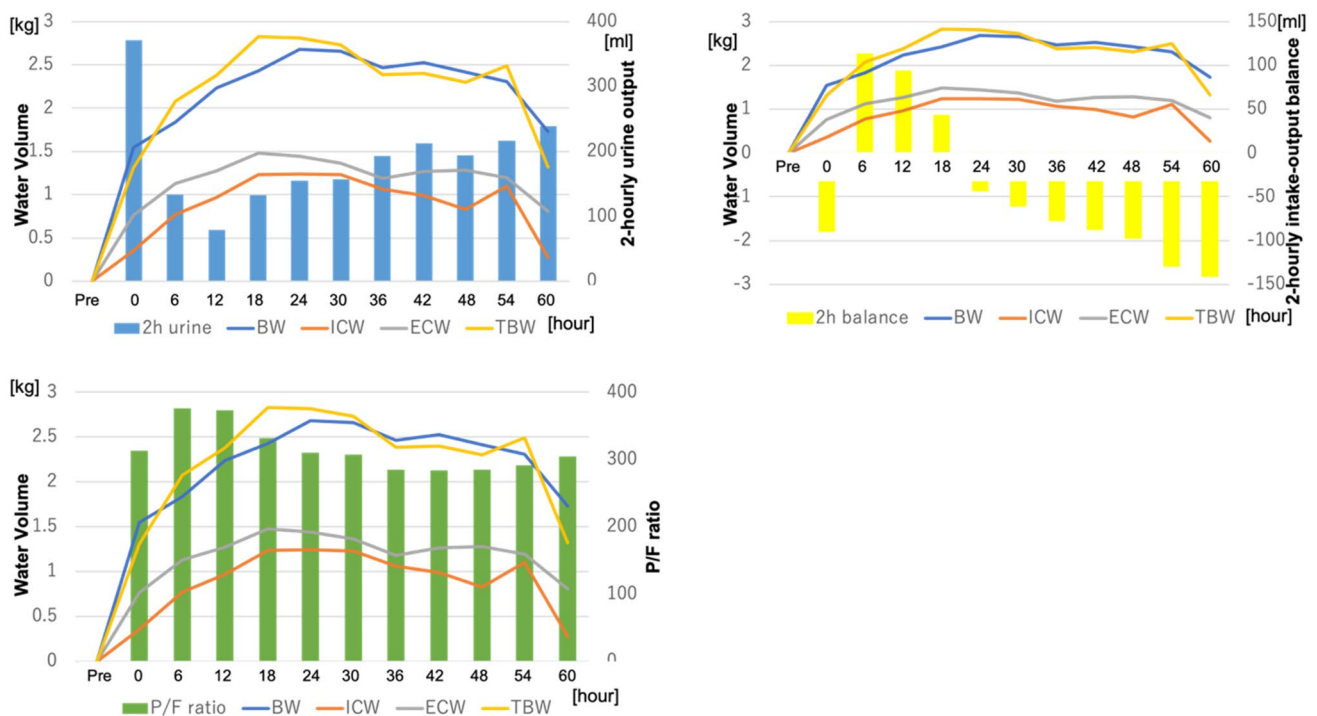 [kg] 3
400
[ml]
2.5
300
2
1.5
200
1
100
0.5
0
0
Water Volume
2-hourly urine output
Pre 0 6 12 18 24 30 36 42 48 54 60
2h urine BW ICW ECW TBW [hour]
3
150
[ml]
[kg]
2
100
1
50
0
0
Pre 0 6 12 18 24 30 36 42 48 54 60
-1
-50
-2
-100
-3
-150
Water Volume
2-hourly intake-output balance
2h balance BW ICW ECW TBW [hour]
[kg] 3
400
2.5
300
2
1.5
200
1
100
0.5
0
0
Water Volume
P/F ratio
Pre 0 6 12 18 24 30 36 42 48 54 60
[hour]
P/F ratio BW ICW ECW TBW